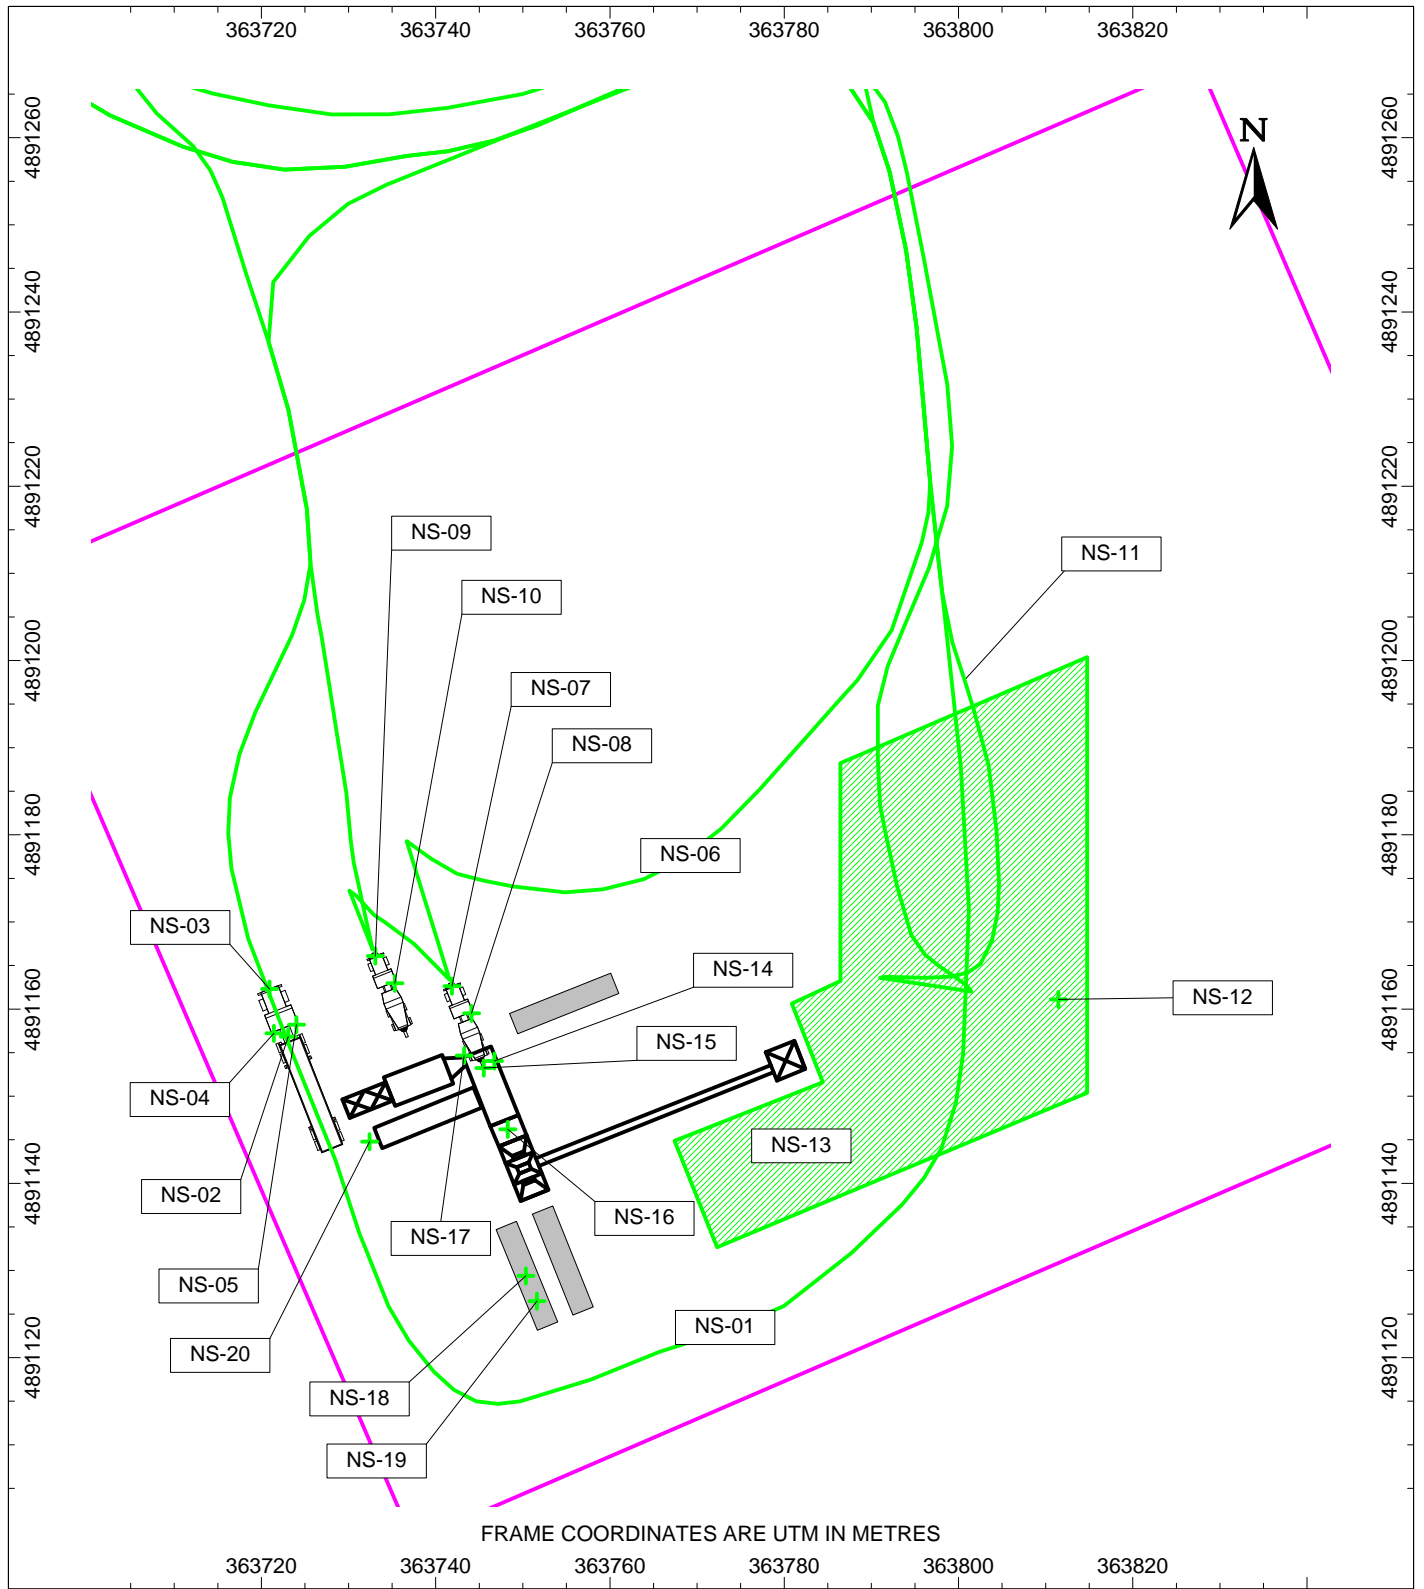 363720 363740 363760 363780 363800 363820
N
4891260 4891260
4891240 4891240
4891220 4891220
NS-09
NS-11
NS-10
4891200 4891200
NS-07
NS-08
4891180 4891180
NS-06
NS-03
NS-14
4891160 NS-12 4891160
NS-15
NS-04
NS-13
4891140 4891140
NS-02
NS-16
NS-17
NS-05
NS-01
4891120 4891120
NS-20
NS-18
NS-19
FRAME COORDINATES ARE UTM IN METRES
363720 363740 363760 363780 363800 363820